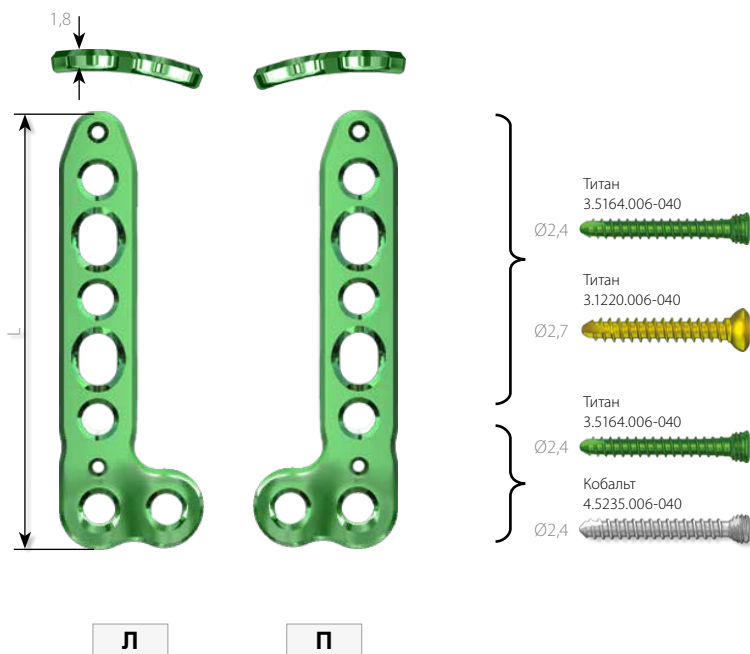 1,8
L
Титан
3.5164.006-040
Ø2,4
Титан
3.1220.006-040
Ø2,7
Титан
3.5164.006-040
Ø2,4
Кобальт
4.5235.006-040
Ø2,4
Л
П